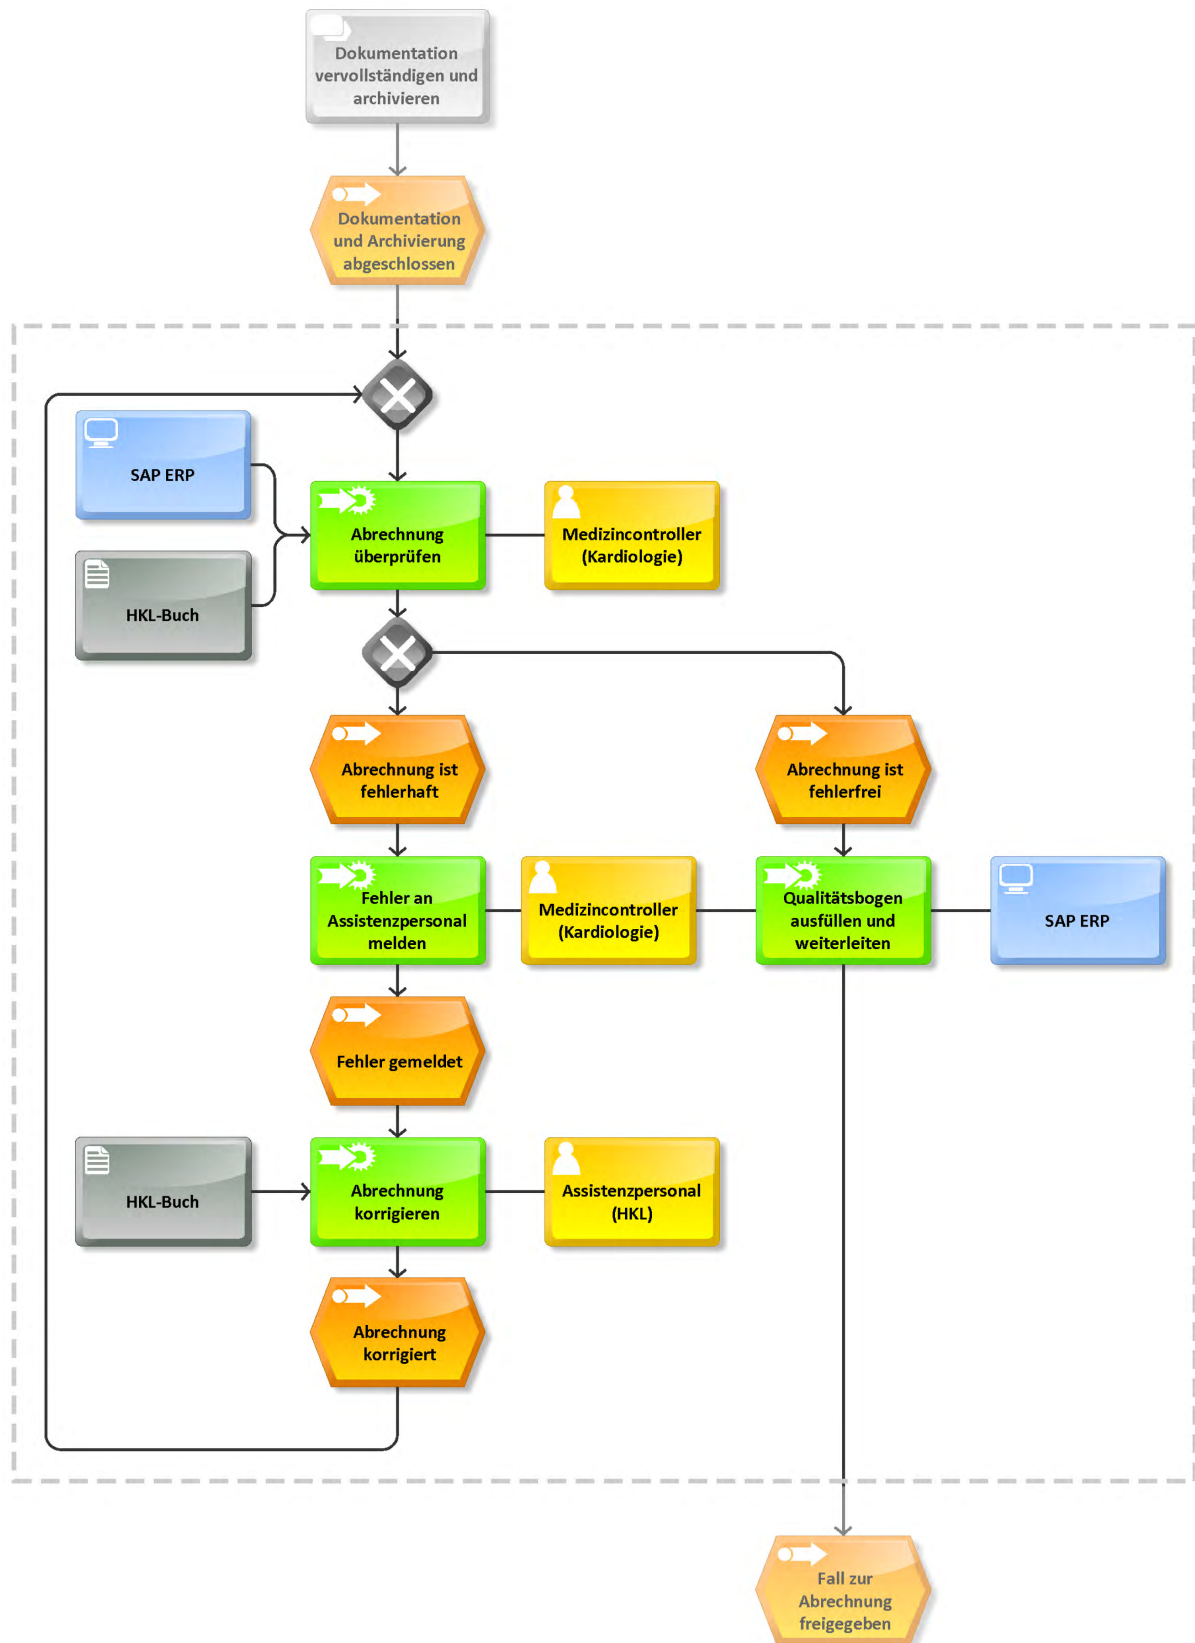 Dokumentation
vervollständigen und
archivieren
Dokumentation
und Archivierung
abgeschlossen
SAP ERP
Abrechnung
überprüfen
Medizincontroller
(Kardiologie)
HKL-Buch
Abrechnung ist
fehlerhaft
Abrechnung ist
fehlerfrei
Fehler an
Assistenzpersonal
melden
Medizincontroller
(Kardiologie)
Qualitätsbogen
ausfüllen und
weiterleiten
SAP ERP
Fehler gemeldet
HKL-Buch
Abrechnung
korrigieren
Assistenzpersonal
(HKL)
Abrechnung
korrigiert
Fall zur
Abrechnung
freigegeben